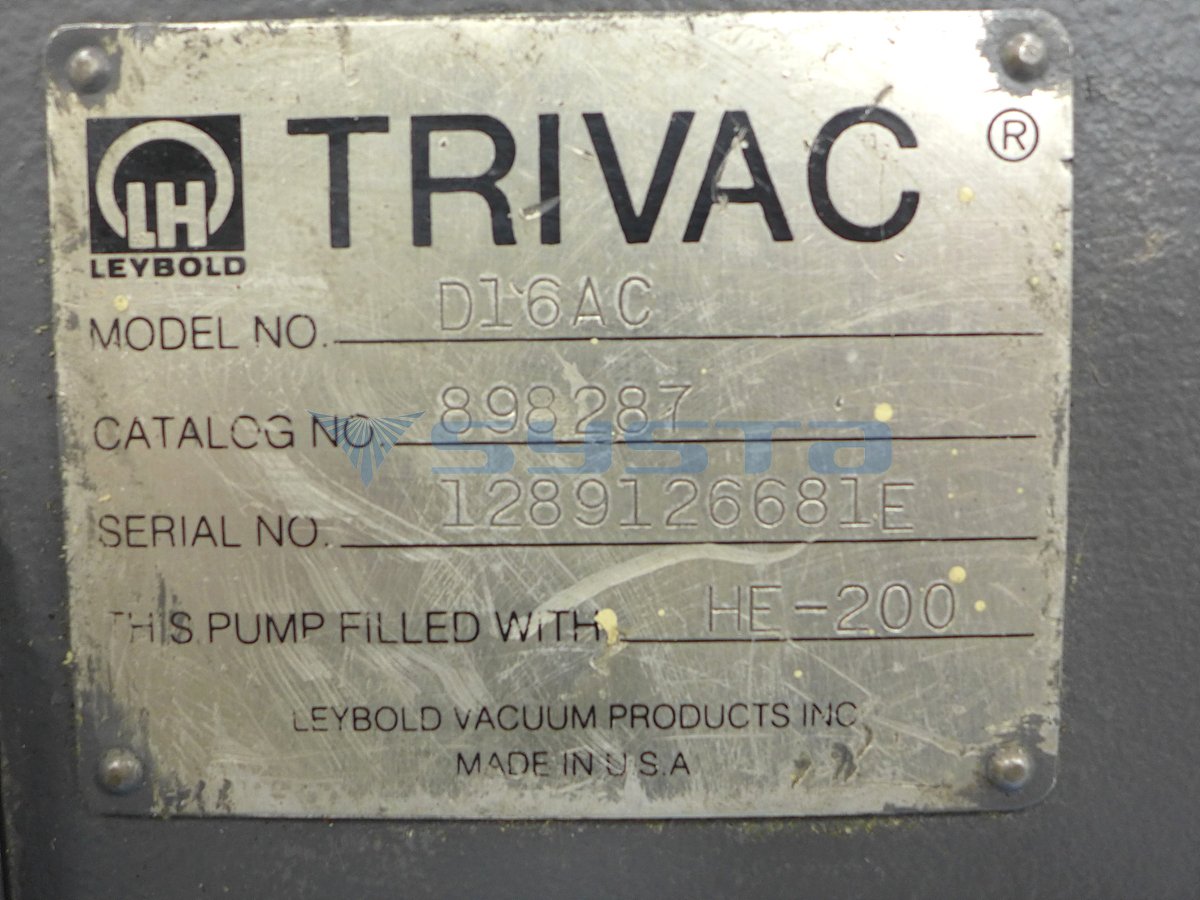 TRIVAC ®
LH
LEYBOLD
MODEL NO. D16AC
CATALOG NO. 898287
systa
SERIAL NO. 1289126681E
THIS PUMP FILLED WITH HE-200
LEYBOLD VACUUM PRODUCTS INC
MADE IN U.S.A